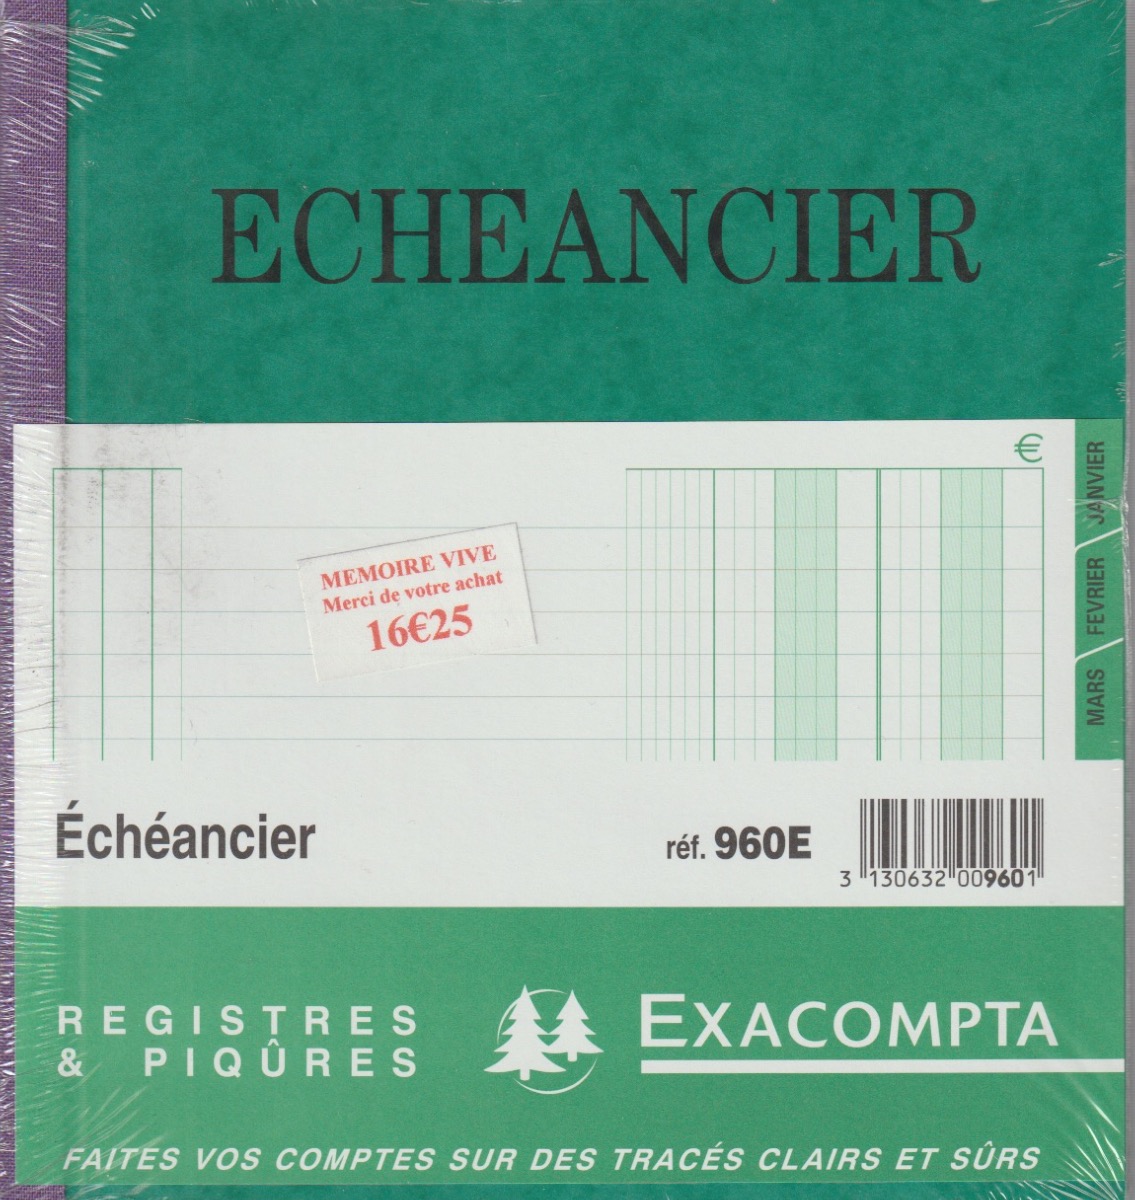 ECHEANCIER
€
JANVIER
FEVRIER
MARS
MEMOIRE VIVE
Merci de votre achat
16€25
Échéancier
réf. 960E
3 130632 009601
REGISTRES
& PIQÛRES
EXACOMPTA
FAITES VOS COMPTES SUR DES TRACÉS CLAIRS ET SÛRS